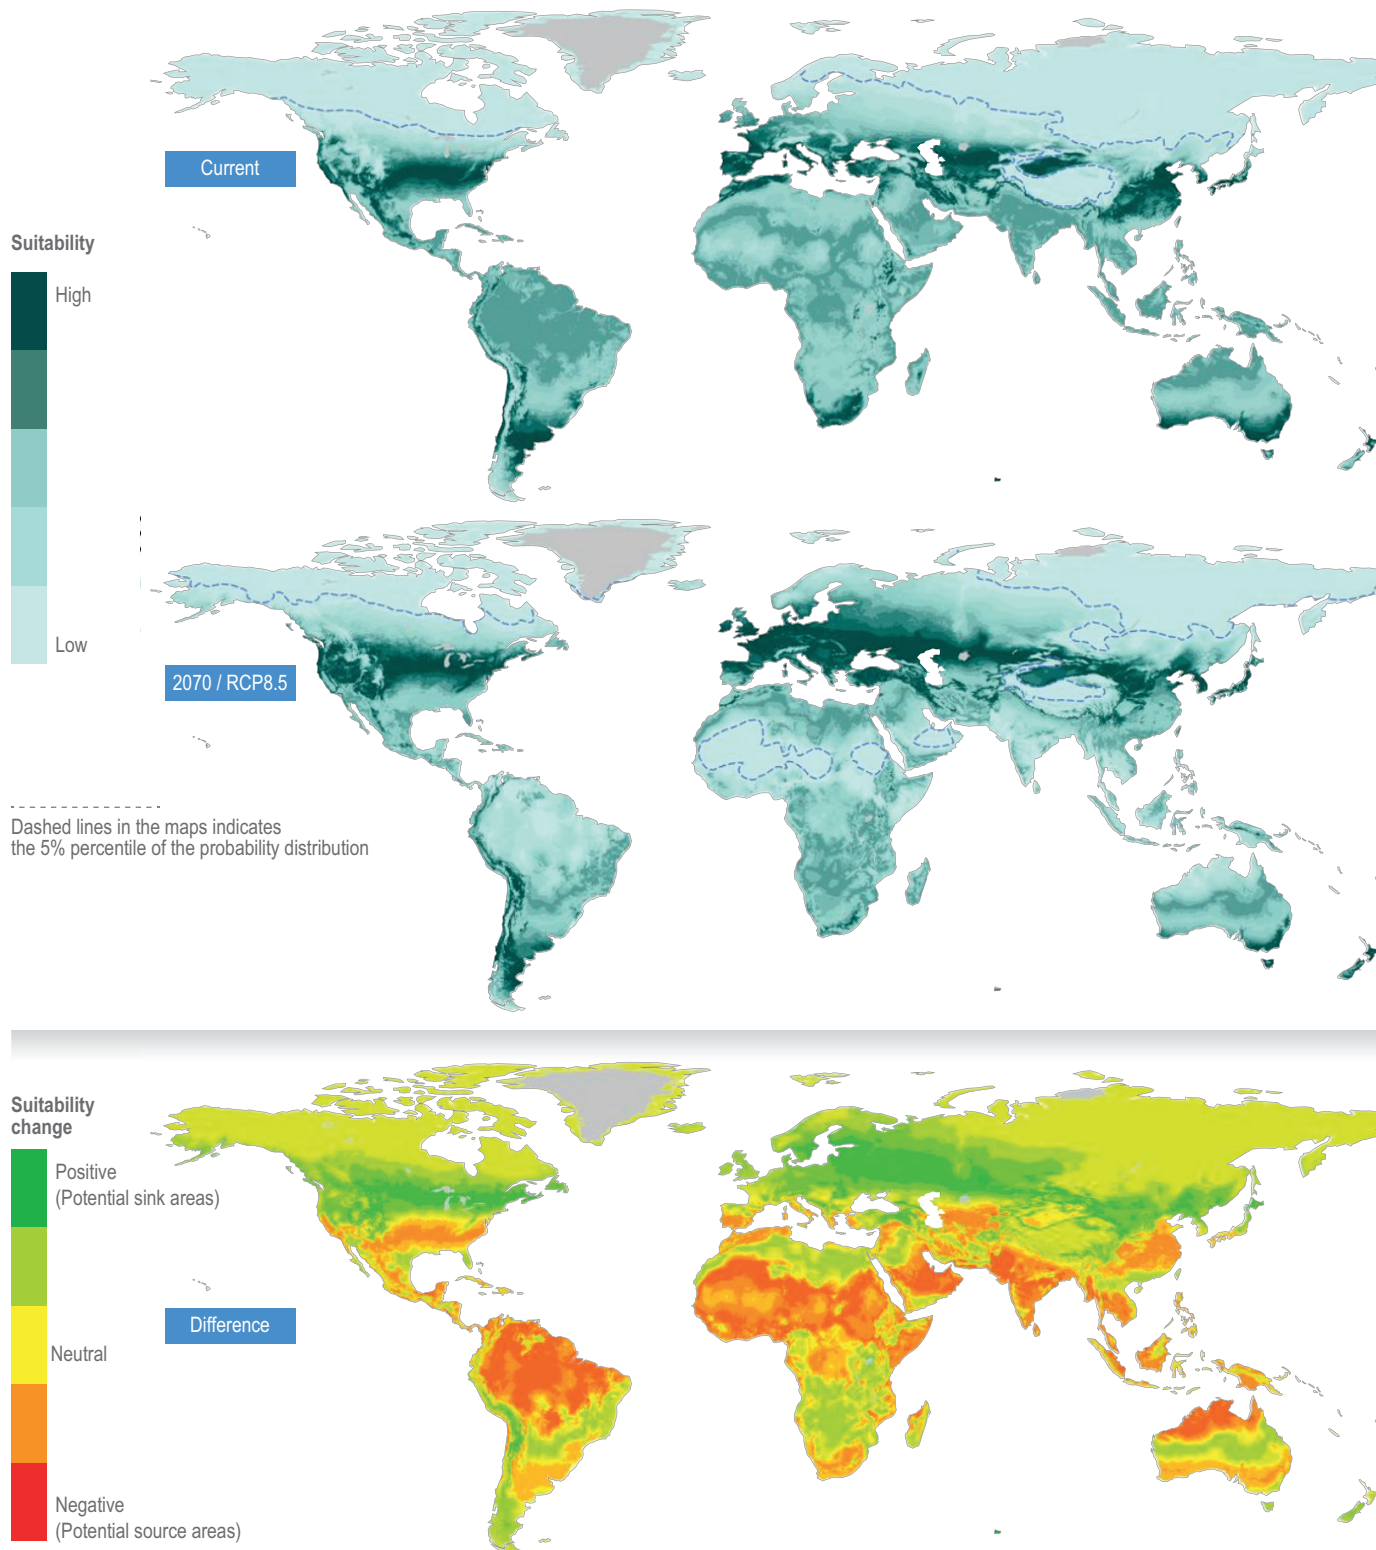 Current
Suitability
High
Low
2070 / RCP8.5
Dashed lines in the maps indicates
the 5% percentile of the probability distribution
Suitability
change
Positive
(Potential sink areas)
Difference
Neutral
Negative
(Potential source areas)